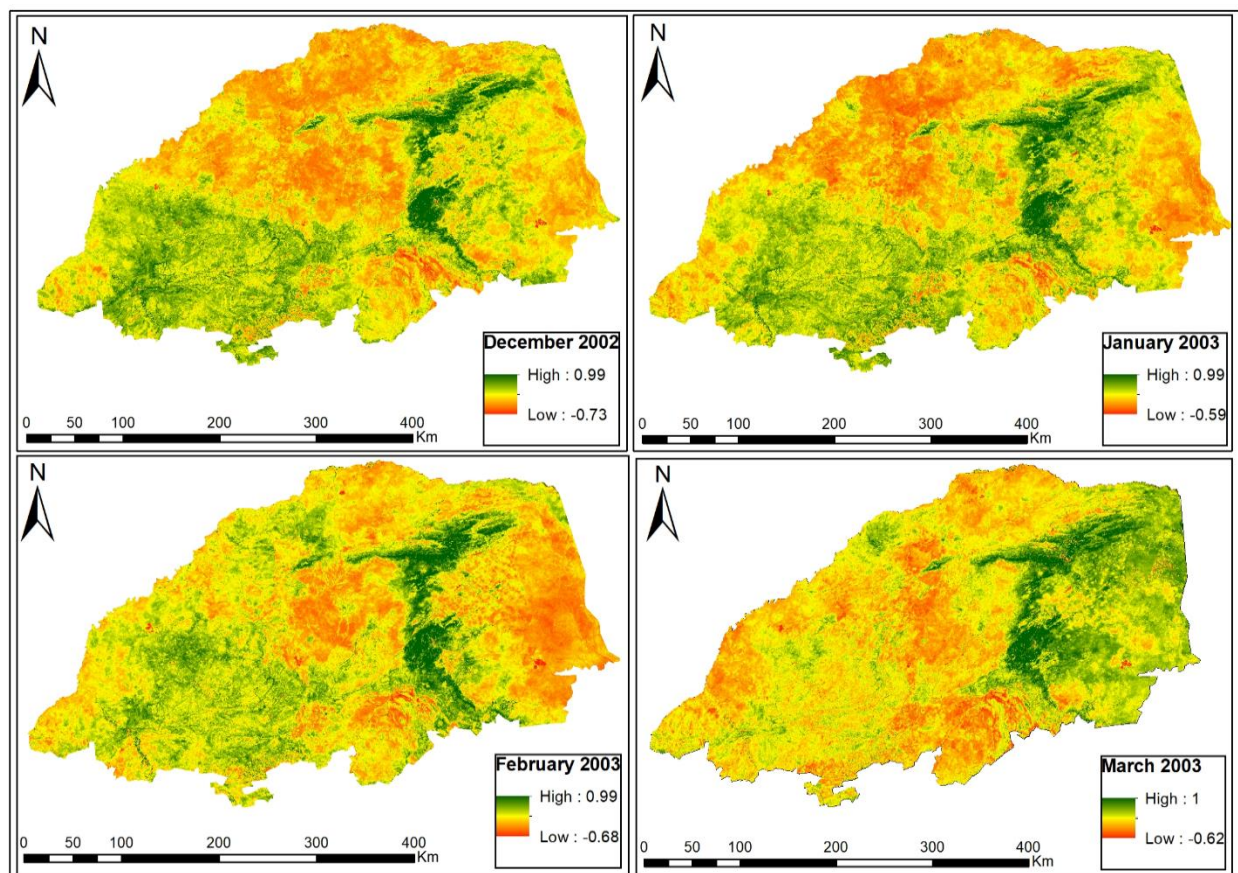 N
December 2002
High : 0.99
Low : -0.73
0 50 100 200 300 400
Km
N
January 2003
High : 0.99
Low : -0.59
0 50 100 200 300 400
Km
N
February 2003
High : 0.99
Low : -0.68
0 50 100 200 300 400
Km
N
March 2003
High : 1
Low : -0.62
0 50 100 200 300 400
Km